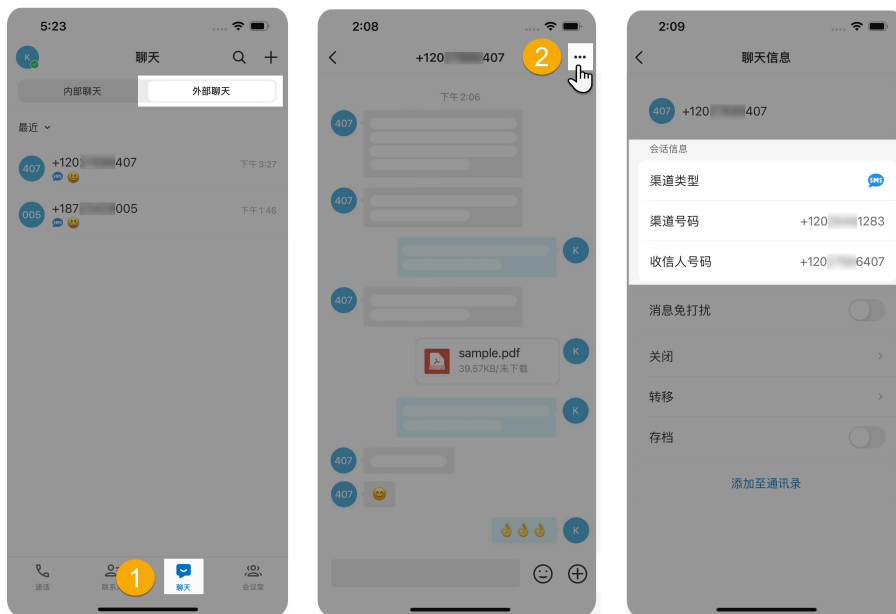 5:23
K
聊天
内部聊天
外部聊天
最近
407
+120 407
下午 3:27
SMS
005
+187 005
下午 1:46
SMS
通话
1
聊天
会议室
2:08
+120 407
2
下午 2:06
407
407
K
407
sample.pdf
39.57KB/未下载
K
K
407
407
K
2:09
聊天信息
407
+120 407
会话信息
渠道类型
SMS
渠道号码
+120 1283
收信人号码
+120 6407
消息免打扰
关闭
转移
存档
添加至通讯录